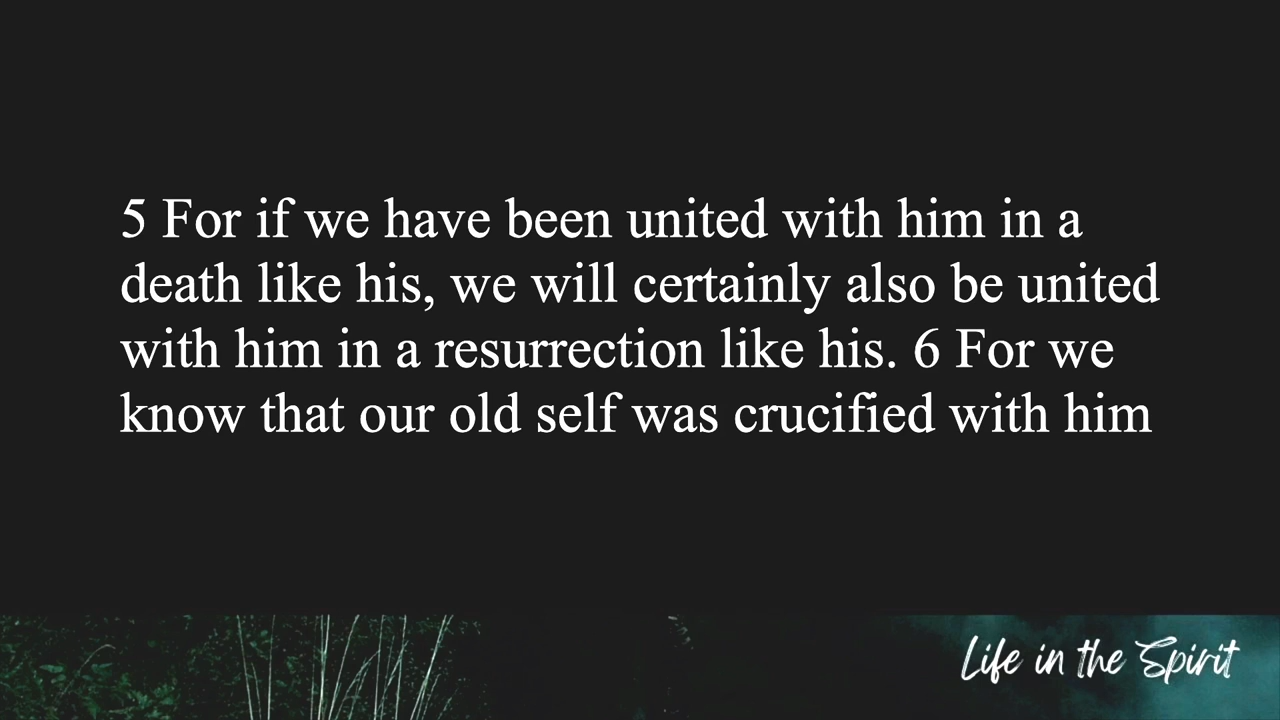 5 For if we have been united with him in a
death like his, we will certainly also be united
with him in a resurrection like his. 6 For we
know that our old self was crucified with him
Life in the Spirit